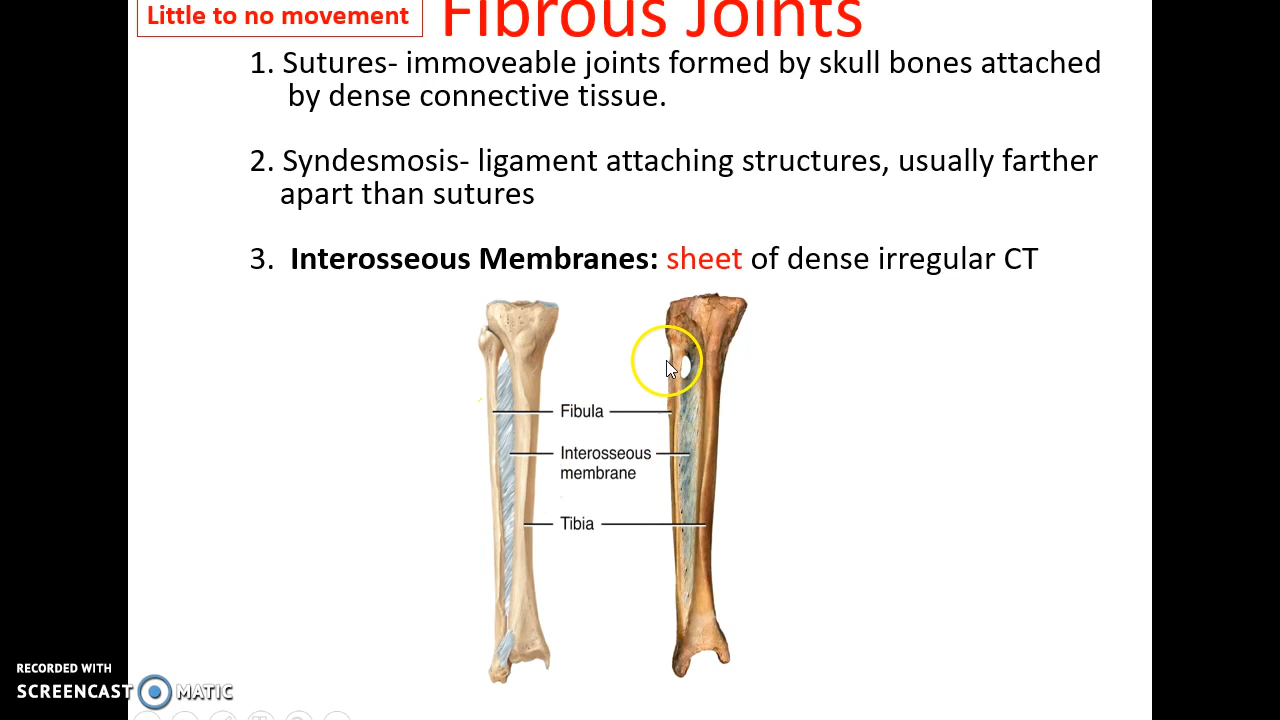 Little to no movement
Fibrous Joints
1. Sutures- immoveable joints formed by skull bones attached
by dense connective tissue.
2. Syndesmosis- ligament attaching structures, usually farther
apart than sutures
3. Interosseous Membranes: sheet of dense irregular CT
Fibula
Interosseous
membrane
Tibia
RECORDED WITH
SCREENCAST MATIC